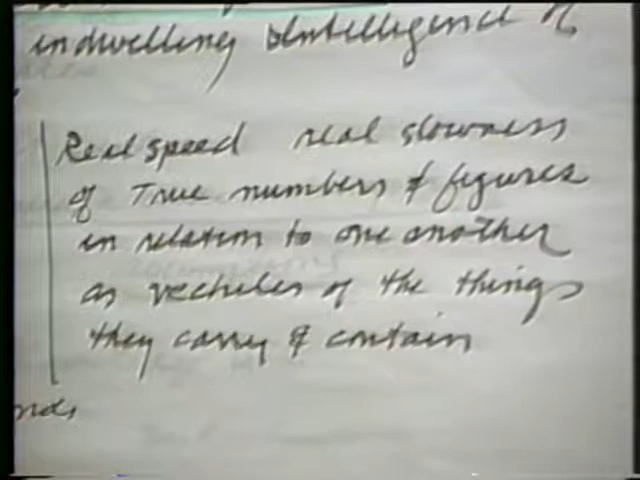 indwelling Intelligence of
Real speed real slowness
of True numbers & figures
in relation to one another
as vechiles of the things
they carry & contain